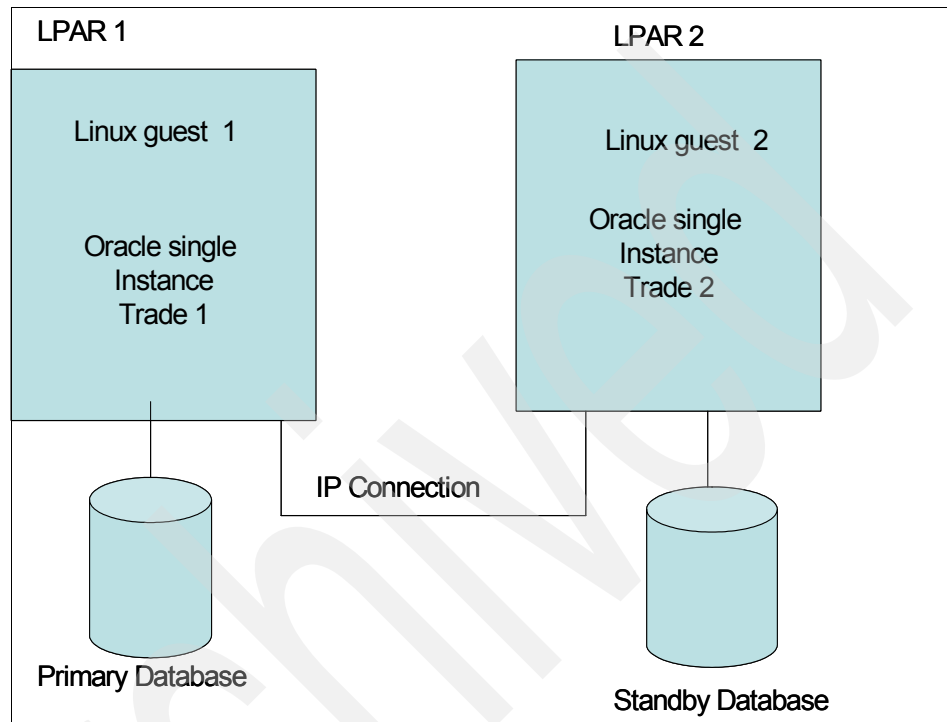 LPAR 1
LPAR 2
Linux guest 1
Linux guest 2
Oracle single
Instance
Trade 1
Oracle single
Instance
Trade 2
IP Connection
Primary Database
Standby Database